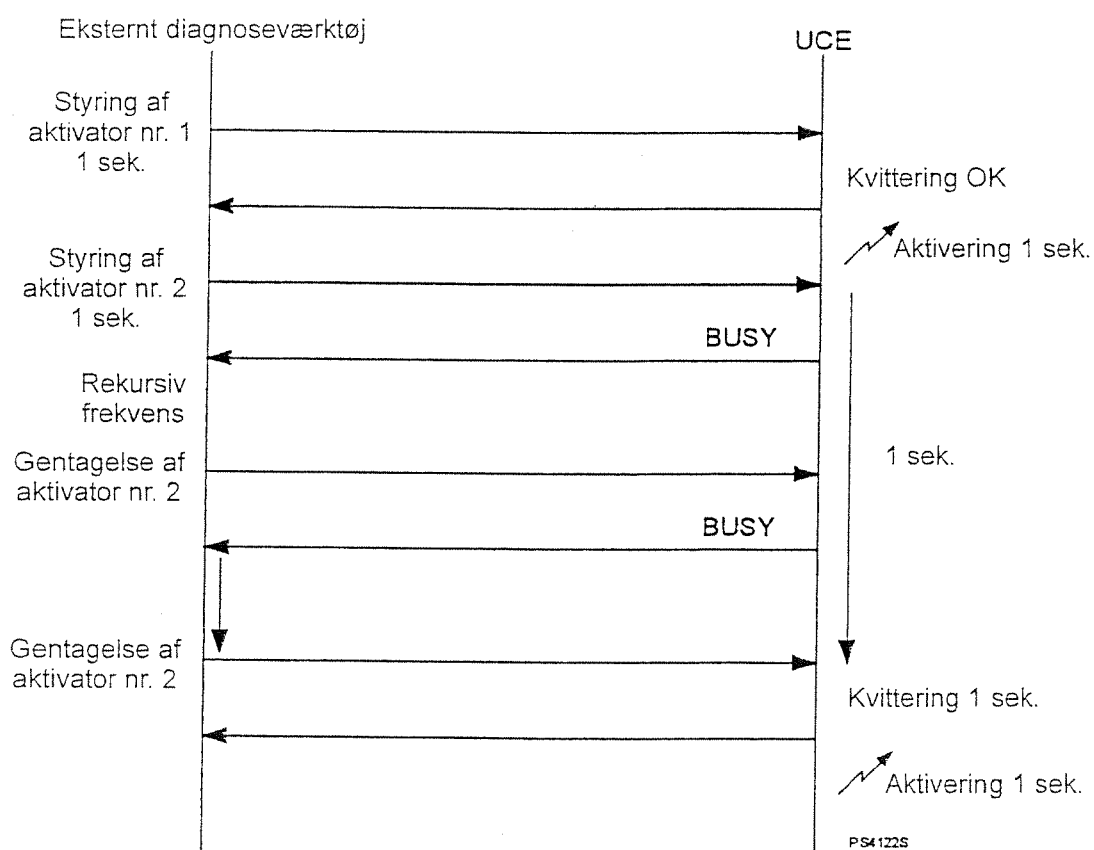 Eksternt diagnoseværktøj
UCE
Styring af
aktivator nr. 1
1 sek.
Kvittering OK
Aktivering 1 sek.
Styring af
aktivator nr. 2
1 sek.
BUSY
Rekursiv
frekvens
1 sek.
Gentagelse af
aktivator nr. 2
BUSY
Gentagelse af
aktivator nr. 2
Kvittering 1 sek.
Aktivering 1 sek.
PS4122S